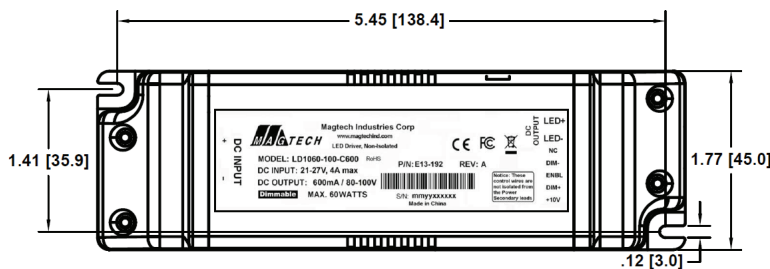 5.45 [138.4]
1.41 [35.9]
1.77 [45.0]
.12 [3.0]
+
DC INPUT
-
MAGTECH
Magtech Industries Corp
www.magtechind.com
LED Driver, Non-Isolated
MODEL: LD1060-100-C600 RoHS
P/N: E13-192 REV: A
DC INPUT: 21-27V, 4A max
DC OUTPUT: 600mA / 80-100V
Dimmable MAX. 60WATTS
S/N: mmyyxxxxxx
Made in China
CE FC
Notice: These
control wires are
not isolated from
the Power
Secondary leads
DC
OUTPUT
LED+
LED-
NC
DIM-
ENBL
DIM+
+10V